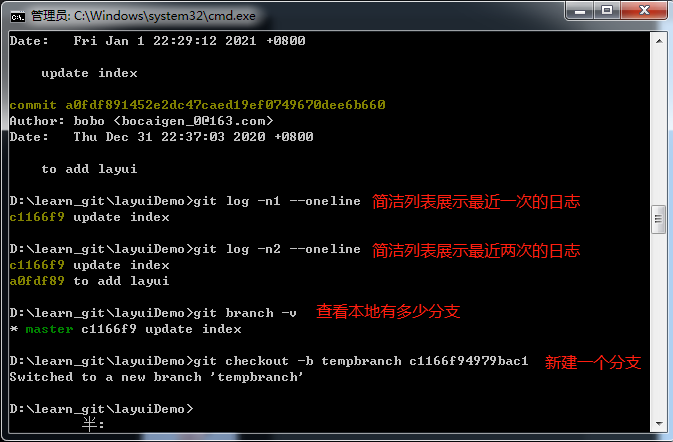 管理员: C:\Windows\system32\cmd.exe
Date:   Fri Jan 1 22:29:12 2021 +0800
update index
commit a0fdf891452e2dc47caed19ef0749670dee6b660
Author: bobo <bocaigen_0@163.com>
Date:   Thu Dec 31 22:37:03 2020 +0800
to add layui
D:\learn_git\layuiDemo>git log -n1 --oneline 简洁列表展示最近一次的日志
c1166f9 update index
D:\learn_git\layuiDemo>git log -n2 --oneline 简洁列表展示最近两次的日志
c1166f9 update index
a0fdf89 to add layui
D:\learn_git\layuiDemo>git branch -v 查看本地有多少分支
* master c1166f9 update index
D:\learn_git\layuiDemo>git checkout -b tempbranch c1166f94979bac1 新建一个分支
Switched to a new branch 'tempbranch'
D:\learn_git\layuiDemo>
半: